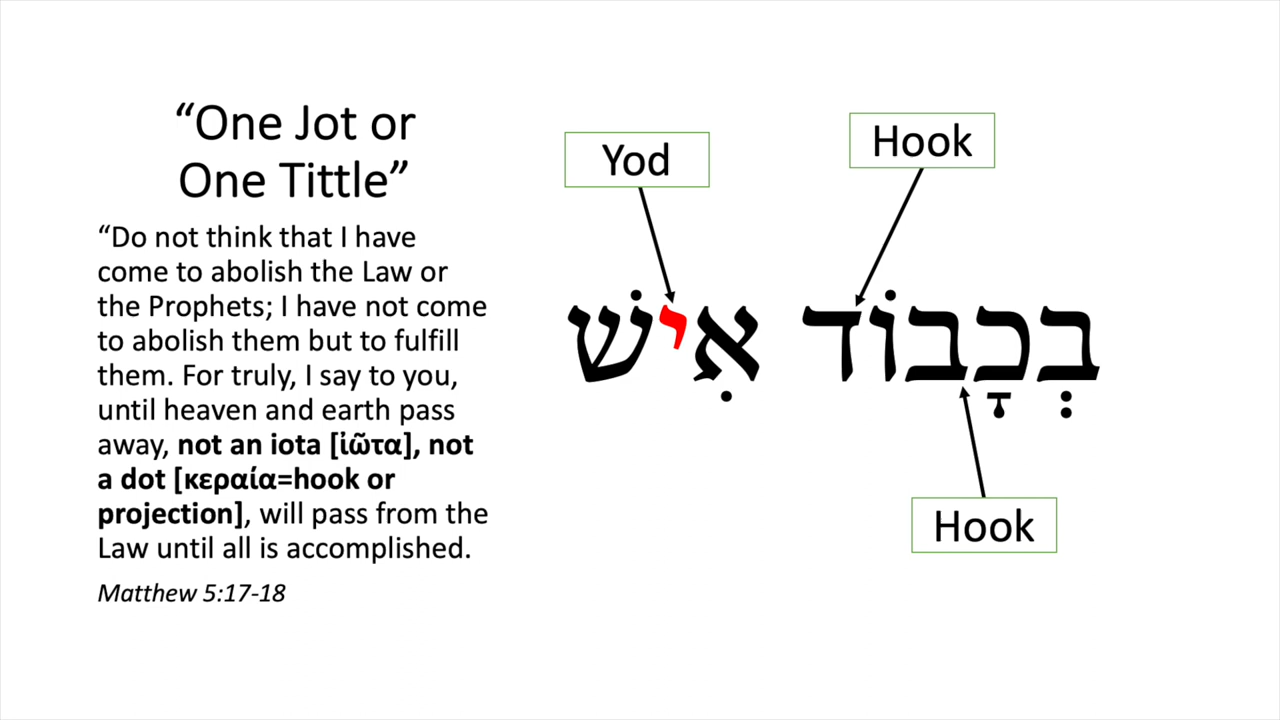 “One Jot or
One Tittle”
“Do not think that I have
come to abolish the Law or
the Prophets; I have not come
to abolish them but to fulfill
them. For truly, I say to you,
until heaven and earth pass
away, not an iota [ἰῶτα], not
a dot [κεραία=hook or
projection], will pass from the
Law until all is accomplished.
Matthew 5:17-18
Yod
Hook
בְכָבוֹד אִישׁ
Hook